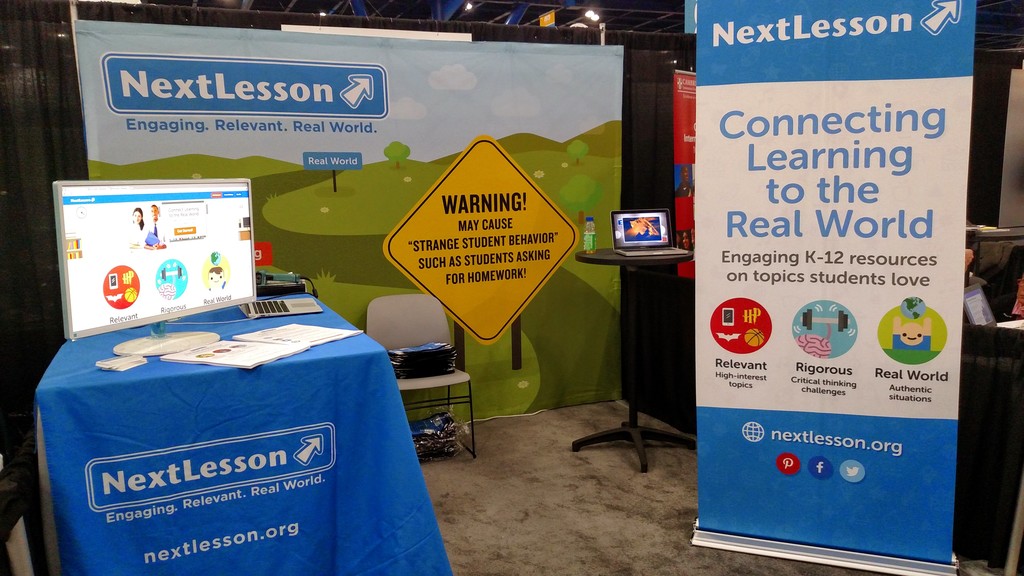 NextLesson
Engaging. Relevant. Real World.
Real World
WARNING!
MAY CAUSE
"STRANGE STUDENT BEHAVIOR"
SUCH AS STUDENTS ASKING
FOR HOMEWORK!
Relevant
Rigorous
Real World
NextLesson
Engaging. Relevant. Real World.
nextlesson.org
NextLesson
Connecting
Learning
to the
Real World
Engaging K-12 resources
on topics students love
Relevant
High-interest
topics
Rigorous
Critical thinking
challenges
Real World
Authentic
situations
nextlesson.org